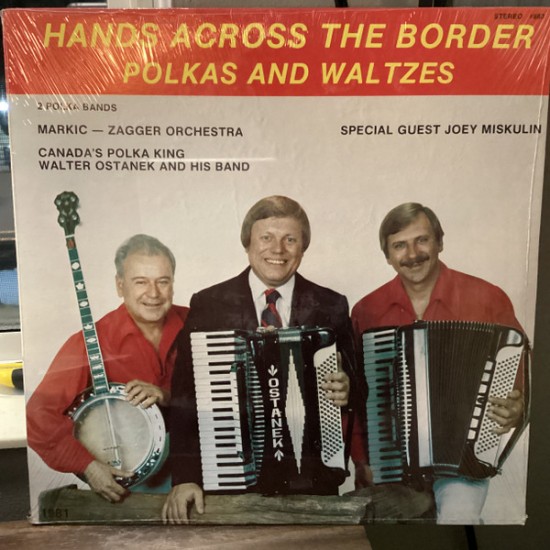 STEREO
HANDS ACROSS THE BORDER
POLKAS AND WALTZES
2 POLKA BANDS
MARKIC — ZAGGER ORCHESTRA
SPECIAL GUEST JOEY MISKULIN
CANADA'S POLKA KING
WALTER OSTANEK AND HIS BAND
OSTANEK
1981